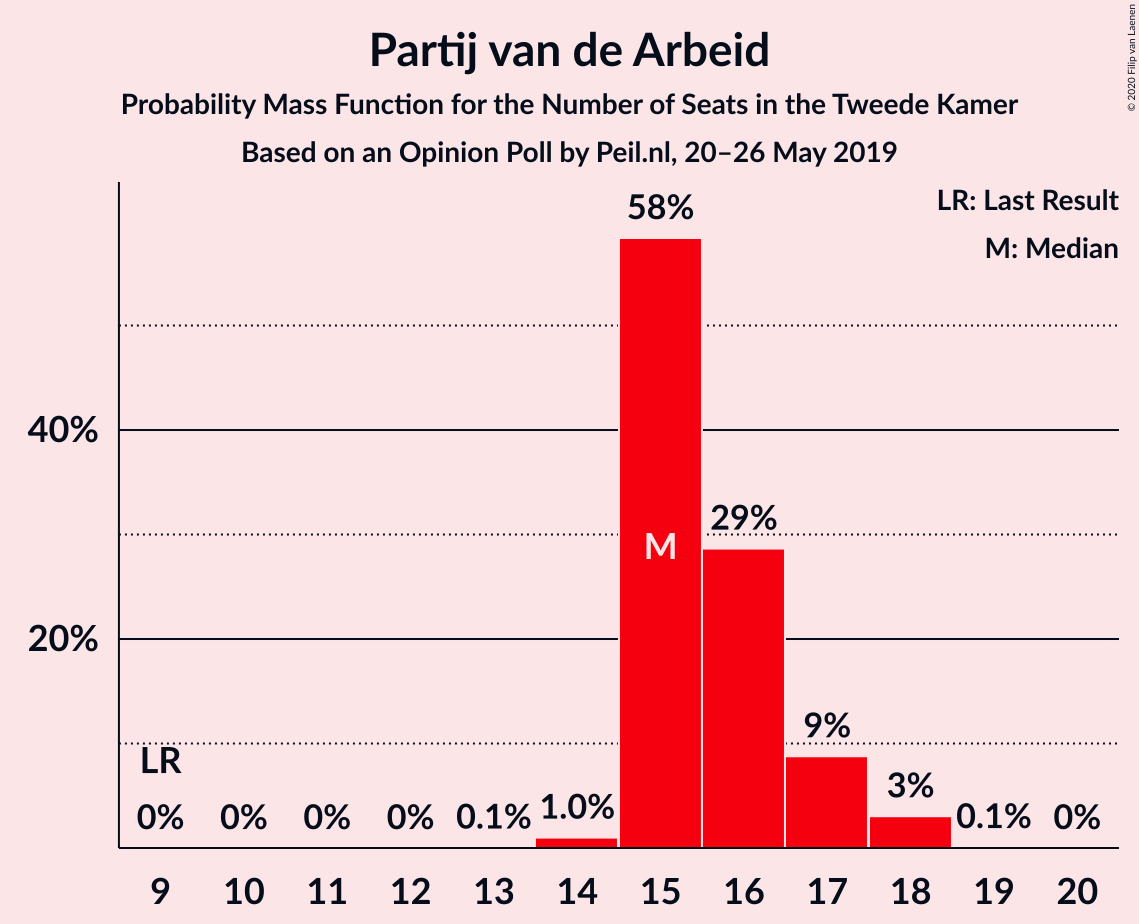 Partij van de Arbeid
Probability Mass Function for the Number of Seats in the Tweede Kamer
Based on an Opinion Poll by Peil.nl, 20–26 May 2019
© 2020 Filip van Laenen
LR: Last Result
M: Median
58%
40%
29%
M
20%
9%
LR
3%
0% 0% 0% 0% 0.1% 1.0% 0.1% 0%
9 10 11 12 13 14 15 16 17 18 19 20